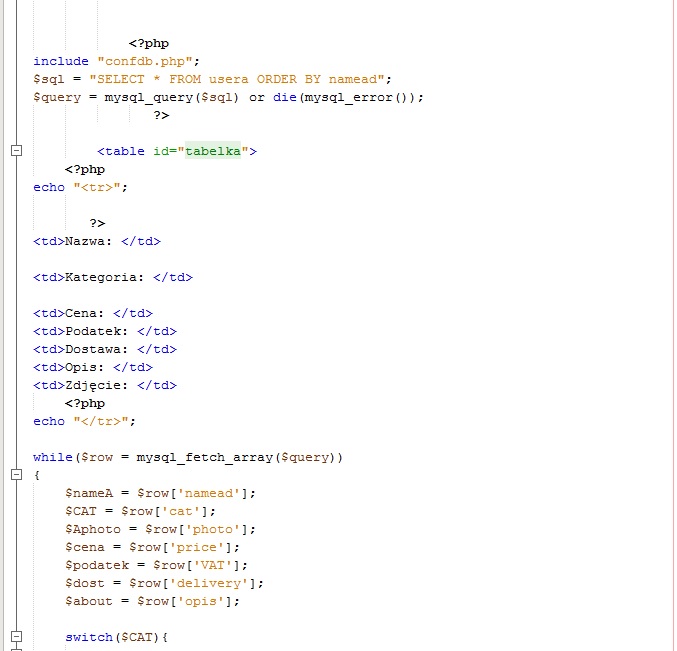 <?php
include "confdb.php";
$sql = "SELECT * FROM usera ORDER BY namead";
$query = mysql_query($sql) or die(mysql_error());
?>
<table id="tabelka">
<?php
echo "<tr>";
?>
<td>Nazwa: </td>
<td>Kategoria: </td>
<td>Cena: </td>
<td>Podatek: </td>
<td>Dostawa: </td>
<td>Opis: </td>
<td>Zdjęcie: </td>
<?php
echo "</tr>";
while($row = mysql_fetch_array($query))
{
$nameA = $row['namead'];
$CAT = $row['cat'];
$Aphoto = $row['photo'];
$cena = $row['price'];
$podatek = $row['VAT'];
$dost = $row['delivery'];
$about = $row['opis'];
switch($CAT){